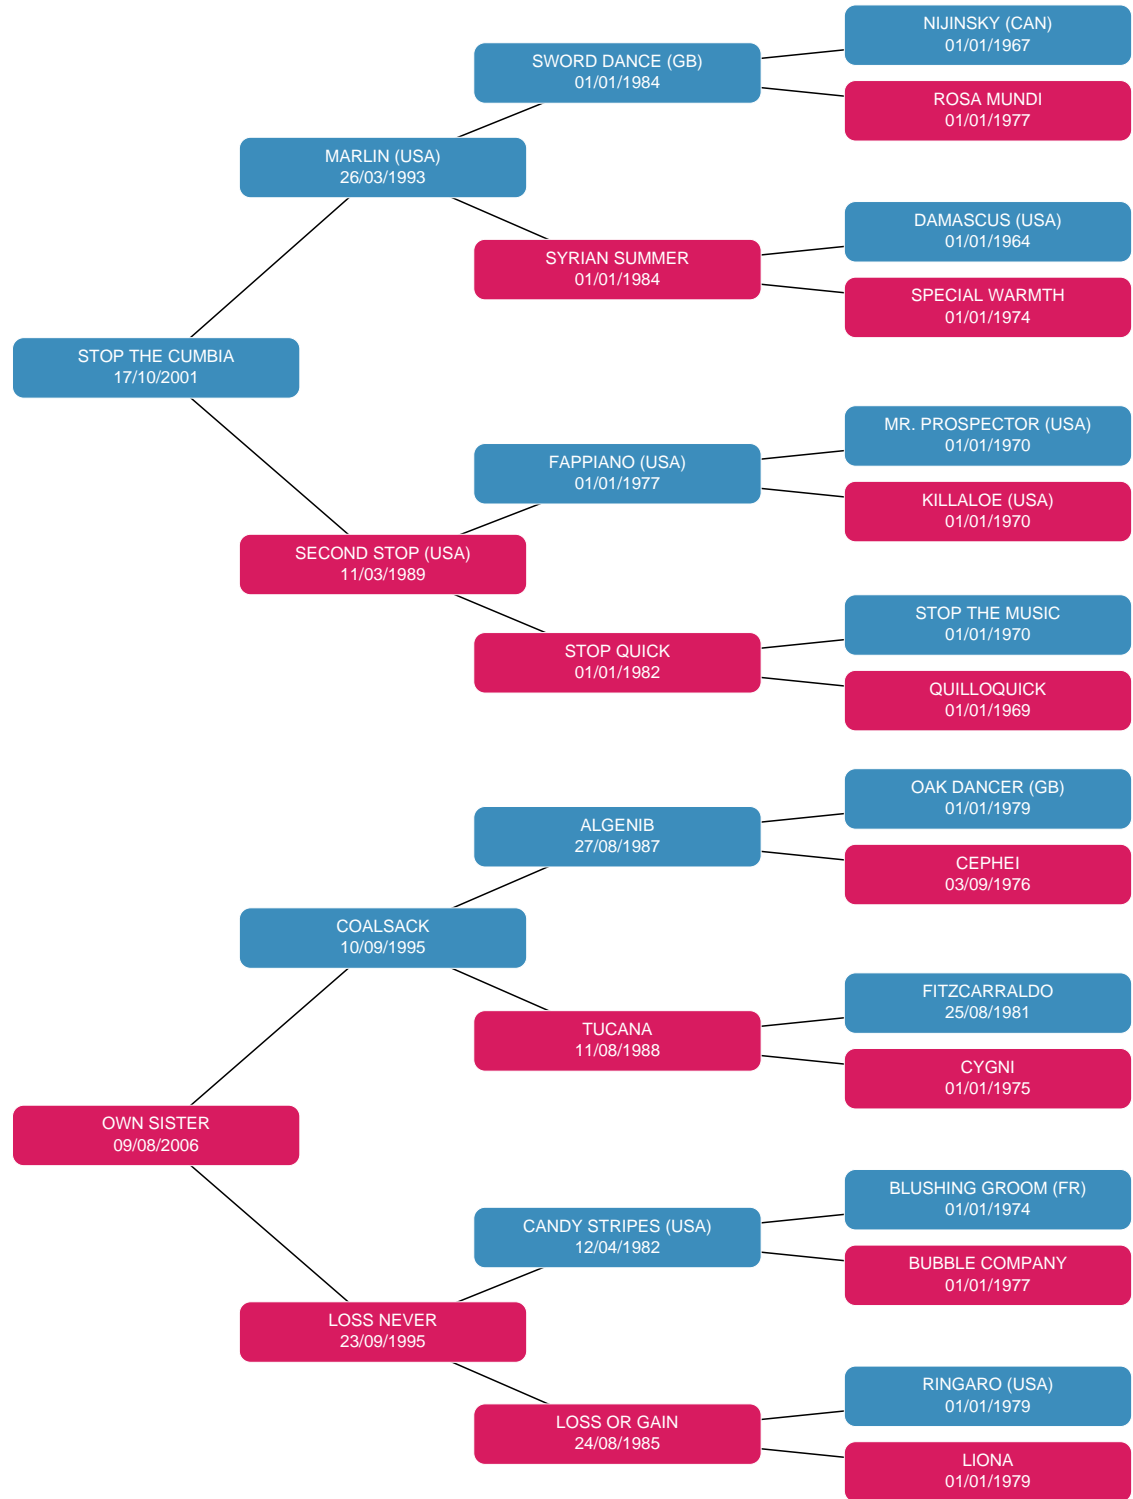 NIJINSKY (CAN)
01/01/1967
SWORD DANCE (GB)
01/01/1984
ROSA MUNDI
01/01/1977
MARLIN (USA)
26/03/1993
DAMASCUS (USA)
01/01/1964
SYRIAN SUMMER
01/01/1984
SPECIAL WARMTH
01/01/1974
STOP THE CUMBIA
17/10/2001
MR. PROSPECTOR (USA)
01/01/1970
FAPPIANO (USA)
01/01/1977
KILLALOE (USA)
01/01/1970
SECOND STOP (USA)
11/03/1989
STOP THE MUSIC
01/01/1970
STOP QUICK
01/01/1982
QUILLOQUICK
01/01/1969
OAK DANCER (GB)
01/01/1979
ALGENIB
27/08/1987
CEPHEI
03/09/1976
COALSACK
10/09/1995
FITZCARRALDO
25/08/1981
TUCANA
11/08/1988
CYGNI
01/01/1975
OWN SISTER
09/08/2006
BLUSHING GROOM (FR)
01/01/1974
CANDY STRIPES (USA)
12/04/1982
BUBBLE COMPANY
01/01/1977
LOSS NEVER
23/09/1995
RINGARO (USA)
01/01/1979
LOSS OR GAIN
24/08/1985
LIONA
01/01/1979